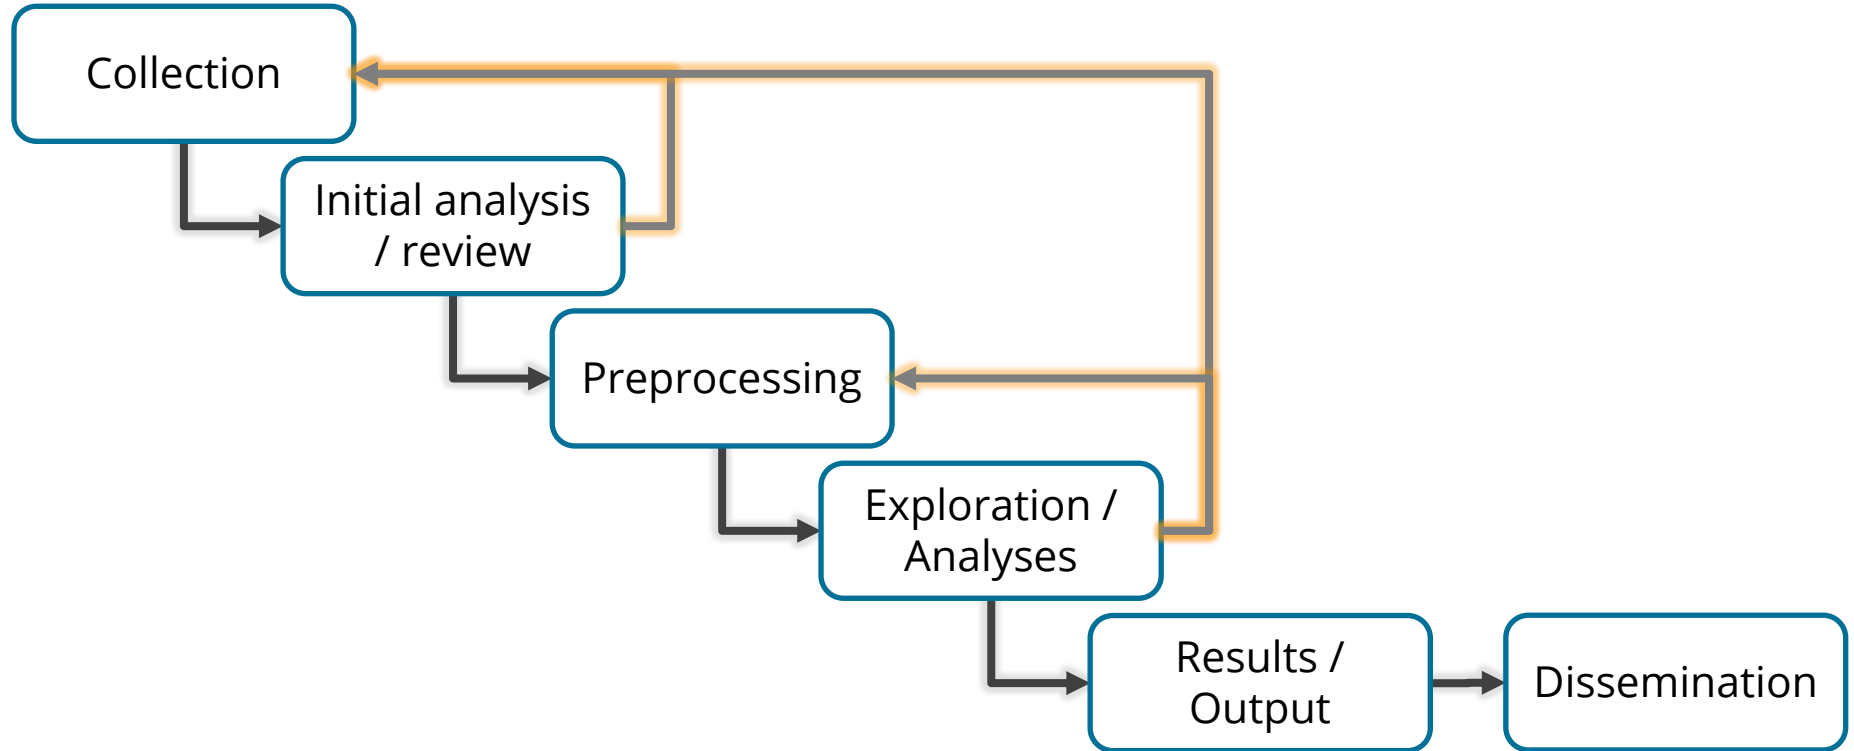 Collection
Initial analysis
/ review
Preprocessing
Exploration /
Analyses
Results /
Output
Dissemination